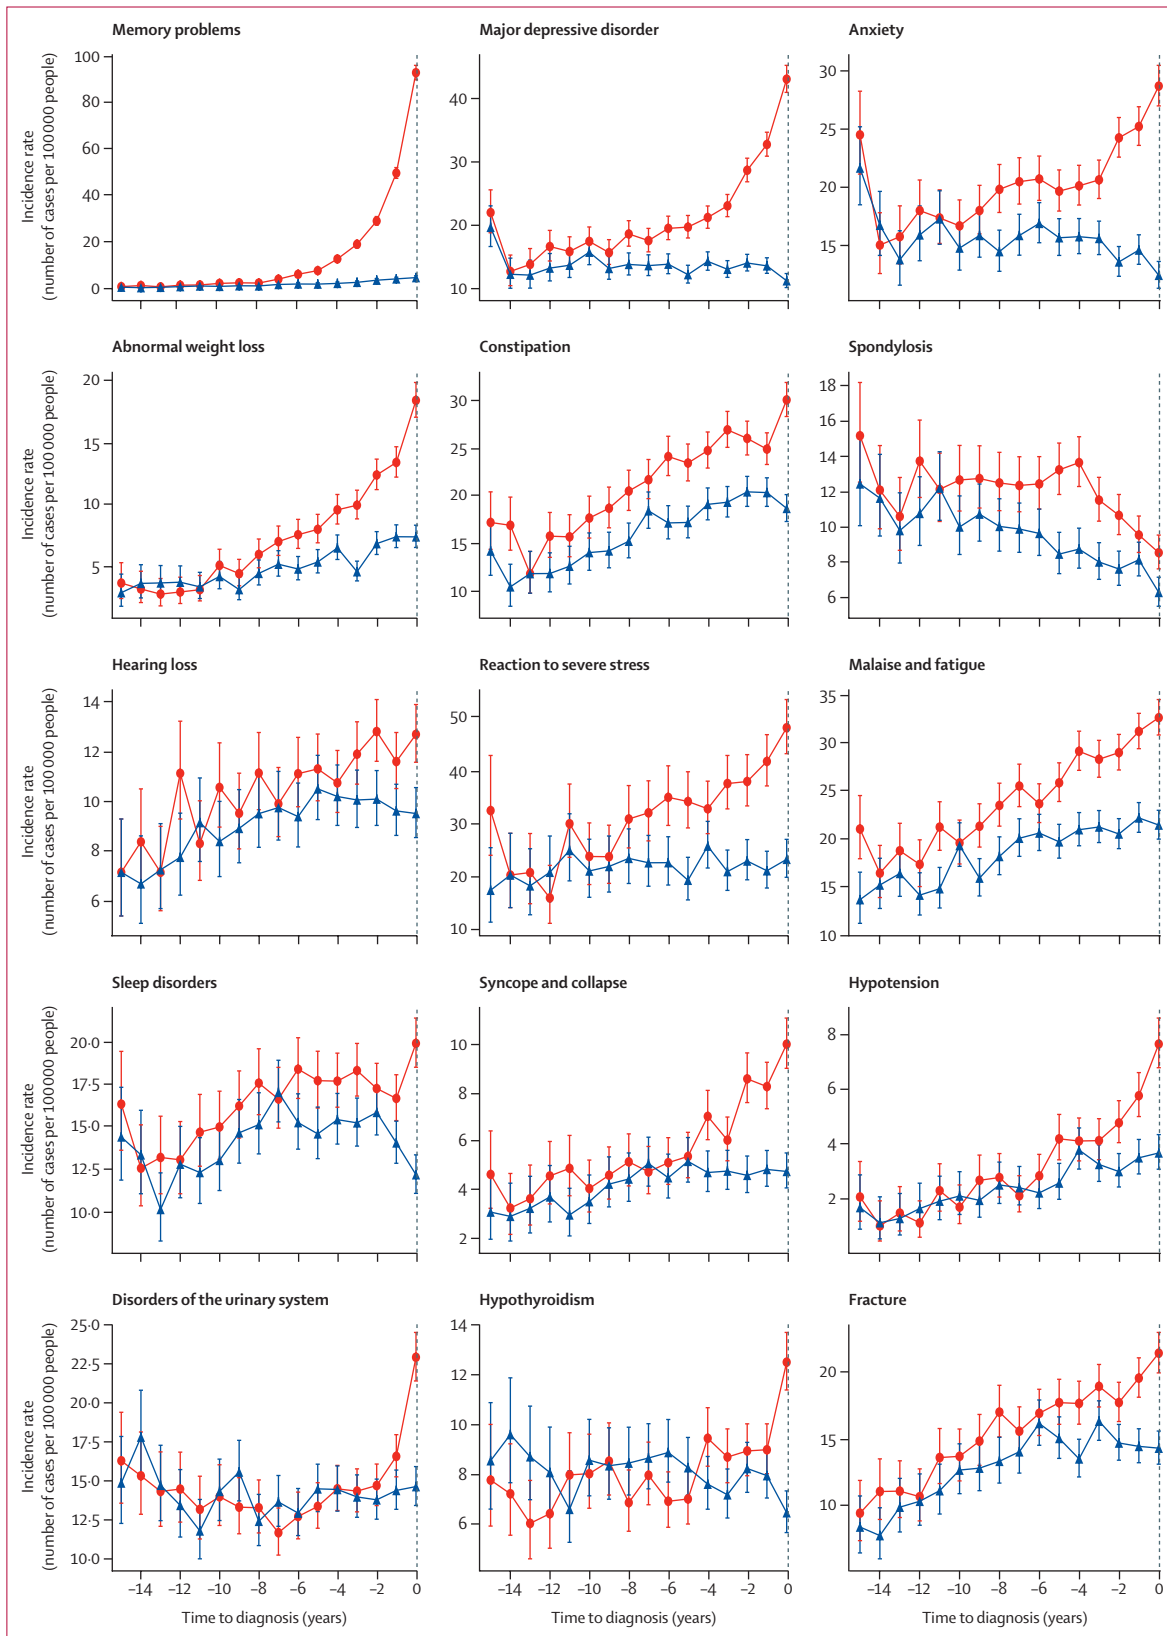 Memory problems
Major depressive disorder
Anxiety
Incidence rate
(number of cases per 100 000 people)
100
80
60
40
20
0
40
30
20
10
30
25
20
15
Abnormal weight loss
Constipation
Spondylosis
Incidence rate
(number of cases per 100 000 people)
20
15
10
5
30
25
20
15
10
18
16
14
12
10
8
6
Hearing loss
Reaction to severe stress
Malaise and fatigue
Incidence rate
(number of cases per 100 000 people)
14
12
10
8
6
50
40
30
20
10
35
30
25
20
15
10
Sleep disorders
Syncope and collapse
Hypotension
Incidence rate
(number of cases per 100 000 people)
20·0
17·5
15·0
12·5
10·0
10
8
6
4
2
8
6
4
2
Disorders of the urinary system
Hypothyroidism
Fracture
Incidence rate
(number of cases per 100 000 people)
25·0
22·5
20·0
17·5
15·0
12·5
10·0
14
12
10
8
6
20
15
10
–14 –12 –10 –8 –6 –4 –2 0
–14 –12 –10 –8 –6 –4 –2 0
–14 –12 –10 –8 –6 –4 –2 0
Time to diagnosis (years)
Time to diagnosis (years)
Time to diagnosis (years)